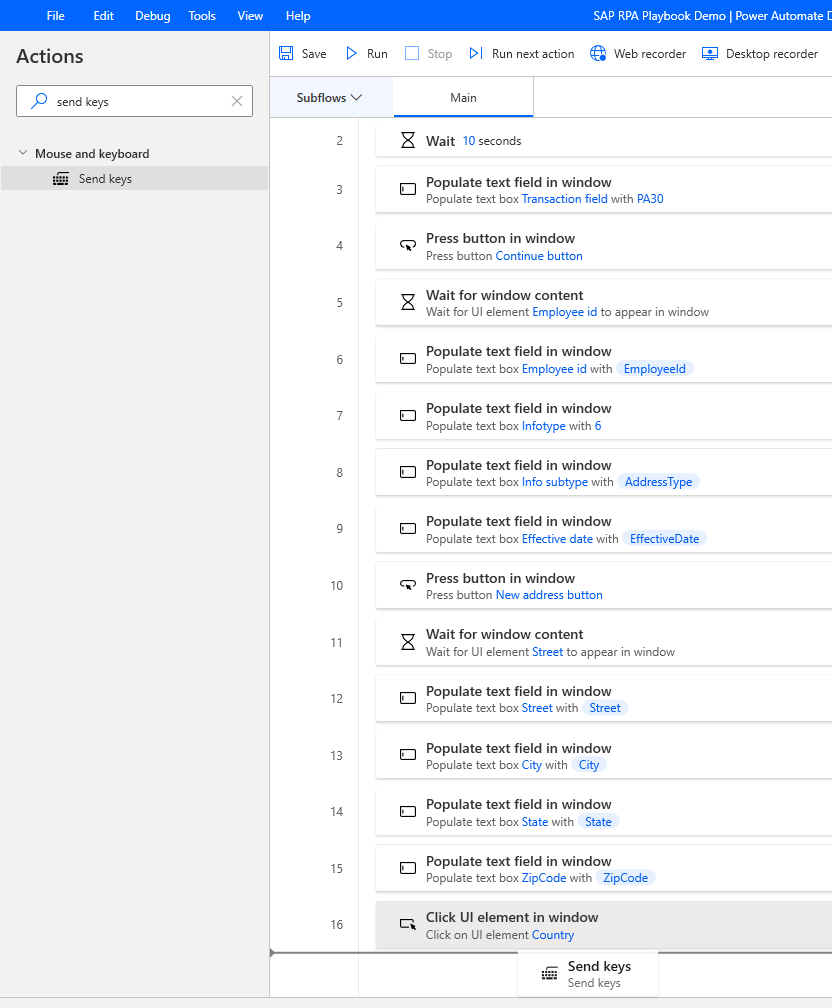 File Edit Debug Tools View Help SAP RPA Playbook Demo | Power Automate D
Actions
Save Run Stop Run next action Web recorder Desktop recorder
send keys
Subflows Main
Mouse and keyboard
Send keys
2 Wait 10 seconds
3 Populate text field in window
Populate text box Transaction field with PA30
4 Press button in window
Press button Continue button
5 Wait for window content
Wait for UI element Employee id to appear in window
6 Populate text field in window
Populate text box Employee id with EmployeeId
7 Populate text field in window
Populate text box Infotype with 6
8 Populate text field in window
Populate text box Info subtype with AddressType
9 Populate text field in window
Populate text box Effective date with EffectiveDate
10 Press button in window
Press button New address button
11 Wait for window content
Wait for UI element Street to appear in window
12 Populate text field in window
Populate text box Street with Street
13 Populate text field in window
Populate text box City with City
14 Populate text field in window
Populate text box State with State
15 Populate text field in window
Populate text box ZipCode with ZipCode
16 Click UI element in window
Click on UI element Country
Send keys
Send keys